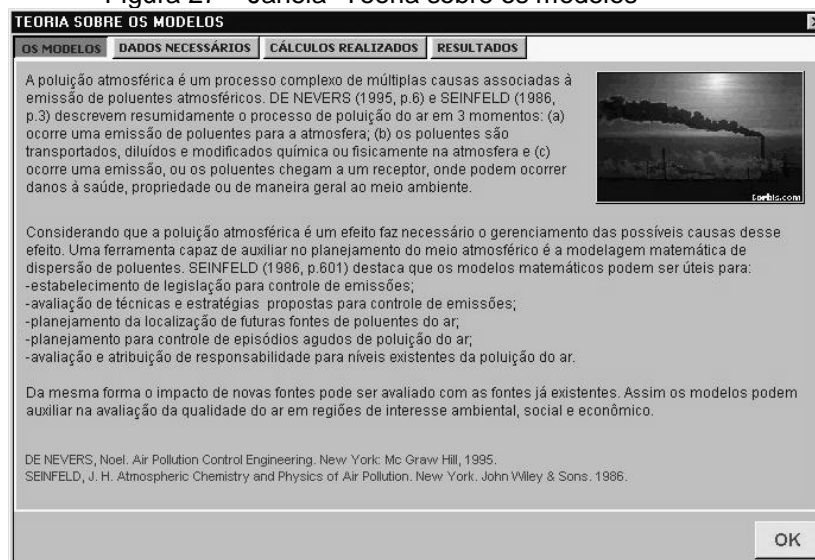 Figura 27 – Janela "Teoria sobre os modelos"
TEORIA SOBRE OS MODELOS
OS MODELOS DADOS NECESSÁRIOS CÁLCULOS REALIZADOS RESULTADOS
A poluição atmosférica é um processo complexo de múltiplas causas associadas à
emissão de poluentes atmosféricos. DE NEVERS (1995, p.6) e SEINFELD (1986,
p.3) descrevem resumidamente o processo de poluição do ar em 3 momentos: (a)
ocorre uma emissão de poluentes para a atmosfera; (b) os poluentes são
transportados, diluídos e modificados química ou fisicamente na atmosfera e (c)
ocorre uma emissão, ou os poluentes chegam a um receptor, onde podem ocorrer
danos à saúde, propriedade ou de maneira geral ao meio ambiente.
Corbis.com
Considerando que a poluição atmosférica é um efeito faz necessário o gerenciamento das possíveis causas desse
efeito. Uma ferramenta capaz de auxiliar no planejamento do meio atmosférico é a modelagem matemática de
dispersão de poluentes. SEINFELD (1986, p.601) destaca que os modelos matemáticos podem ser úteis para:
-estabelecimento de legislação para controle de emissões;
-avaliação de técnicas e estratégias propostas para controle de emissões;
-planejamento da localização de futuras fontes de poluentes do ar;
-planejamento para controle de episódios agudos de poluição do ar;
-avaliação e atribuição de responsabilidade para níveis existentes da poluição do ar.
Da mesma forma o impacto de novas fontes pode ser avaliado com as fontes já existentes. Assim os modelos podem
auxiliar na avaliação da qualidade do ar em regiões de interesse ambiental, social e econômico.
DE NEVERS, Noel. Air Pollution Control Engineering. New York: Mc Graw Hill, 1995.
SEINFELD, J. H. Atmospheric Chemistry and Physics of Air Pollution. New York. John Wiley & Sons. 1986.
OK